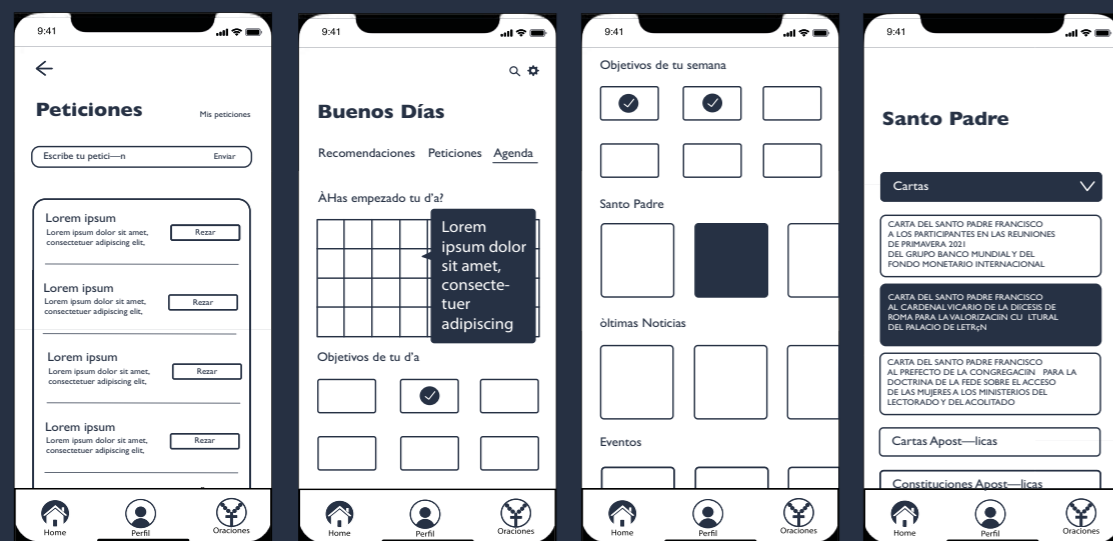 9:41
Peticiones
Mis peticiones
Escribe tu petici—n
Enviar
Lorem ipsum
Lorem ipsum dolor sit amet,
consectetuer adipiscing elit,
Rezar
Lorem ipsum
Lorem ipsum dolor sit amet,
consectetuer adipiscing elit,
Rezar
Lorem ipsum
Lorem ipsum dolor sit amet,
consectetuer adipiscing elit,
Rezar
Lorem ipsum
Lorem ipsum dolor sit amet,
consectetuer adipiscing elit,
Rezar
Home
Perfil
Oraciones
9:41
Buenos Días
Recomendaciones
Peticiones
Agenda
ÀHas empezado tu d’a?
Lorem
ipsum dolor
sit amet,
consecte-
tuer
adipiscing
Objetivos de tu d’a
Home
Perfil
Oraciones
9:41
Objetivos de tu semana
Santo Padre
òltimas Noticias
Eventos
Home
Perfil
Oraciones
9:41
Santo Padre
Cartas
CARTA DEL SANTO PADRE FRANCISCO
A LOS PARTICIPANTES EN LAS REUNIONES
DE PRIMAVERA 2021
DEL GRUPO BANCO MUNDIAL Y DEL
FONDO MONETARIO INTERNACIONAL
CARTA DEL SANTO PADRE FRANCISCO
AL CARDENAL VICARIO DE LA DIîCESIS DE
ROMA PARA LA VALORIZACIîN CU LTURAL
DEL PALACIO DE LETRçN
CARTA DEL SANTO PADRE FRANCISCO
AL PREFECTO DE LA CONGREGACIîN PARA LA
DOCTRINA DE LA FEDE SOBRE EL ACCESO
DE LAS MUJERES A LOS MINISTERIOS DEL
LECTORADO Y DEL ACOLITADO
Cartas Apost—licas
Constituciones Apost—licas
Home
Perfil
Oraciones